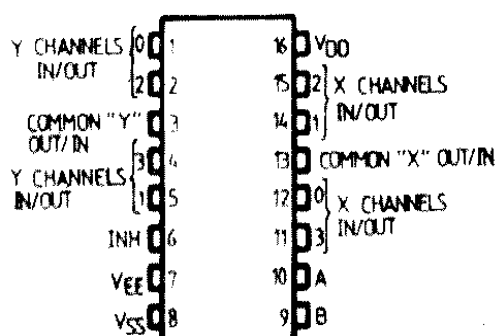 Y CHANNELS IN/OUT
0 1
2 2
COMMON "Y" OUT/IN
3
Y CHANNELS IN/OUT
3 4
1 5
INH 6
VEE 7
VSS 8
16 VDD
15 2
X CHANNELS IN/OUT
14 1
13 COMMON "X" OUT/IN
12 0
X CHANNELS IN/OUT
11 3
10 A
9 B